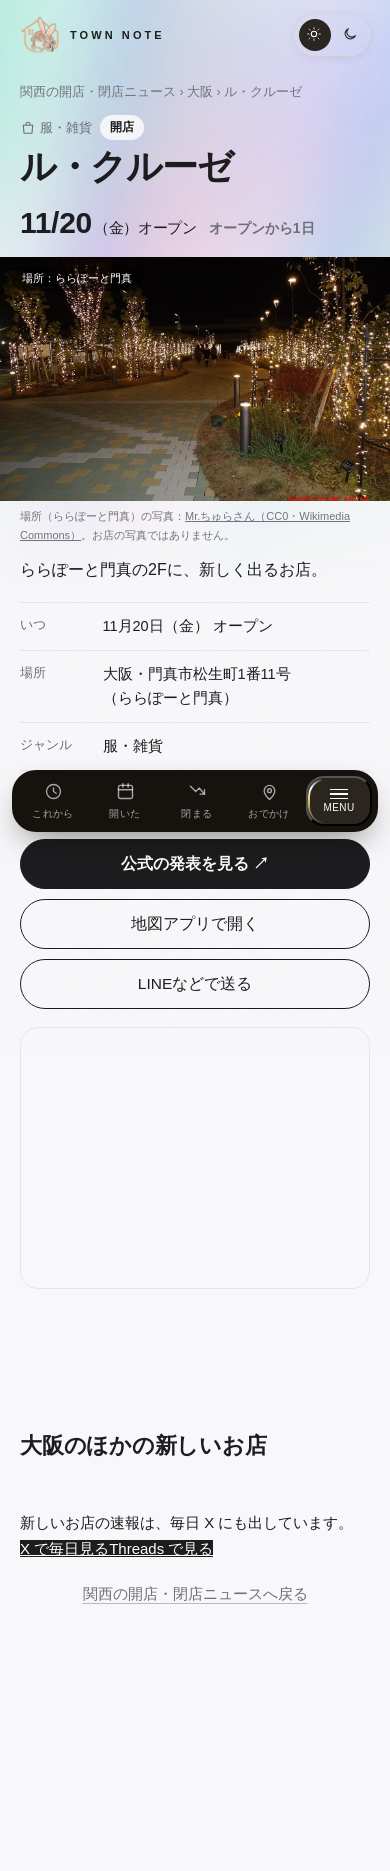 TOWN NOTE
関西の開店・閉店ニュース › 大阪 › ル・クルーゼ
服・雑貨 開店
ル・クルーゼ
11/20（金）オープン オープンから1日
場所：ららぽーと門真
場所（ららぽーと門真）の写真：Mr.ちゅらさん（CC0・Wikimedia
Commons）。お店の写真ではありません。
ららぽーと門真の2Fに、新しく出るお店。
いつ 11月20日（金） オープン
場所 大阪・門真市松生町1番11号
（ららぽーと門真）
ジャンル 服・雑貨
これから 開いた 閉まる おでかけ MENU
公式の発表を見る ↗
地図アプリで開く
LINEなどで送る
大阪のほかの新しいお店
新しいお店の速報は、毎日 X にも出しています。
X で毎日見るThreads で見る
関西の開店・閉店ニュースへ戻る